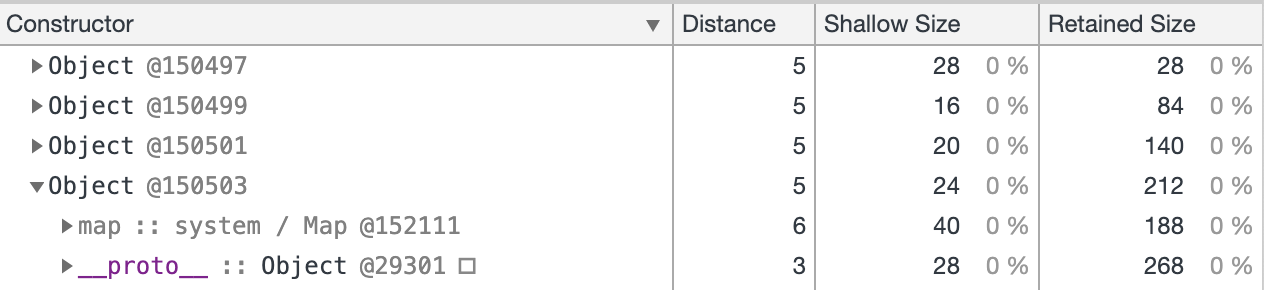 Constructor ▼ Distance Shallow Size Retained Size
▶Object @150497 5 28 0 % 28 0 %
▶Object @150499 5 16 0 % 84 0 %
▶Object @150501 5 20 0 % 140 0 %
▼Object @150503 5 24 0 % 212 0 %
▶map :: system / Map @152111 6 40 0 % 188 0 %
▶__proto__ :: Object @29301 □ 3 28 0 % 268 0 %